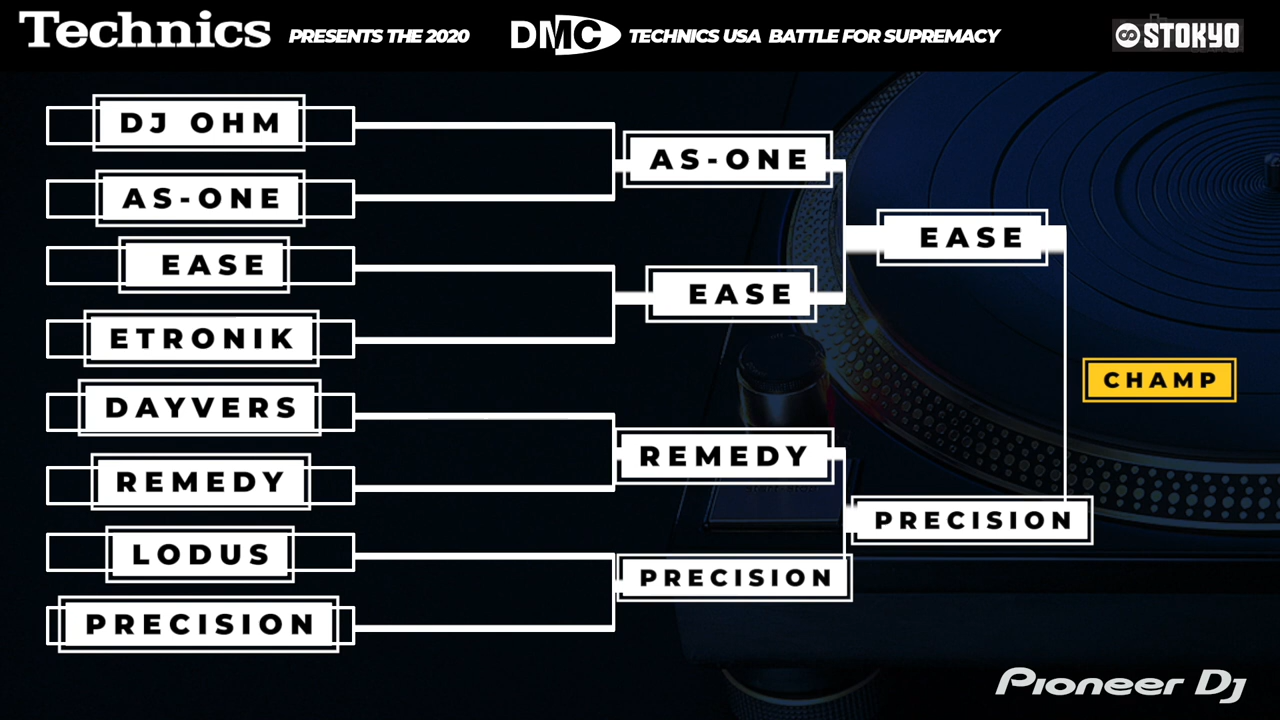 Technics PRESENTS THE 2020 DMC TECHNICS USA BATTLE FOR SUPREMACY STOKYO
DJ OHM
AS-ONE
EASE
ETRONIK
DAYVERS
REMEDY
LODUS
PRECISION
AS-ONE
EASE
REMEDY
PRECISION
EASE
PRECISION
CHAMP
Pioneer Dj